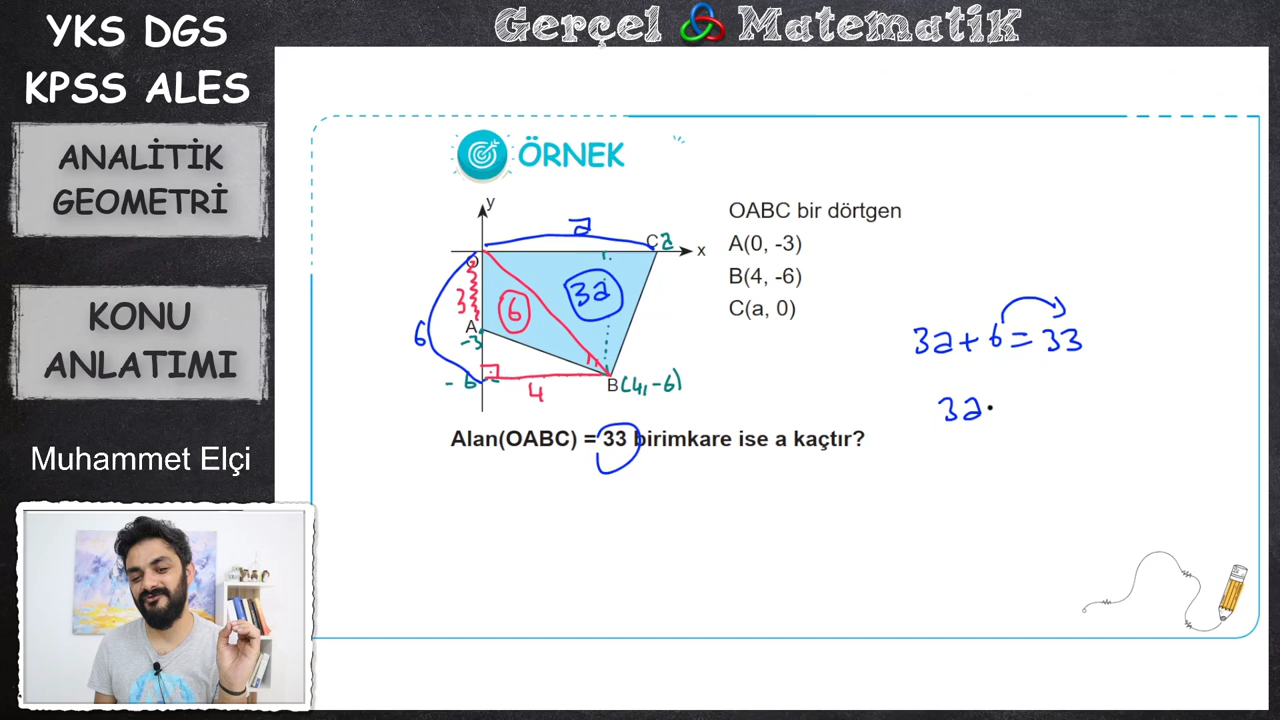 YKS DGS
KPSS ALES
Gerçel Matematik
ANALİTİK
GEOMETRİ
KONU
ANLATIMI
Muhammet Elçi
ÖRNEK
y
a
C a
x
O
3
6
3a
6
A
-3
-6
4
B(4,-6)
OABC bir dörtgen
A(0, -3)
B(4, -6)
C(a, 0)
3a+6=33
3a
Alan(OABC) = 33 birimkare ise a kaçtır?